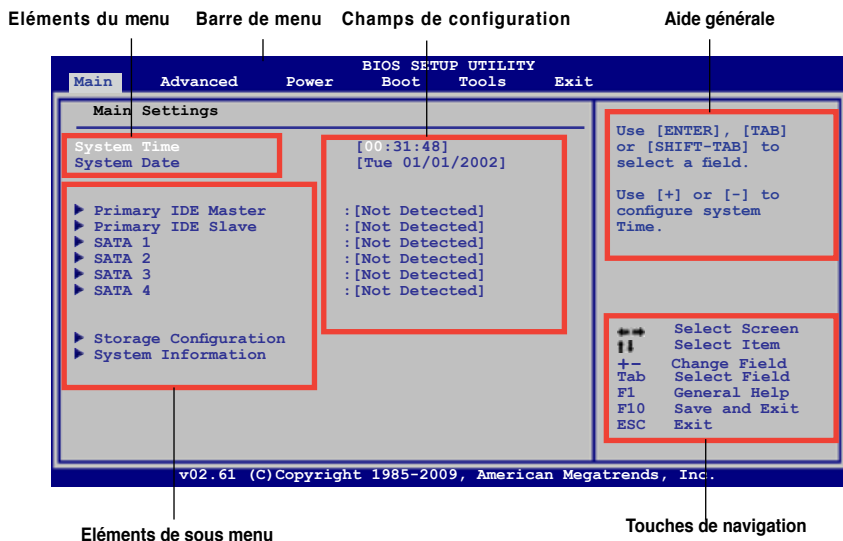 Eléments du menu Barre de menu Champs de configuration Aide générale
BIOS SETUP UTILITY
Main Advanced Power Boot Tools Exit
Main Settings
System Time [00:31:48]
System Date [Tue 01/01/2002]
Primary IDE Master :[Not Detected]
Primary IDE Slave :[Not Detected]
SATA 1 :[Not Detected]
SATA 2 :[Not Detected]
SATA 3 :[Not Detected]
SATA 4 :[Not Detected]
Storage Configuration
System Information
Use [ENTER], [TAB]
or [SHIFT-TAB] to
select a field.
Use [+] or [-] to
configure system
Time.
Select Screen
Select Item
+- Change Field
Tab Select Field
F1 General Help
F10 Save and Exit
ESC Exit
v02.61 (C)Copyright 1985-2009, American Megatrends, Inc.
Eléments de sous menu
Touches de navigation